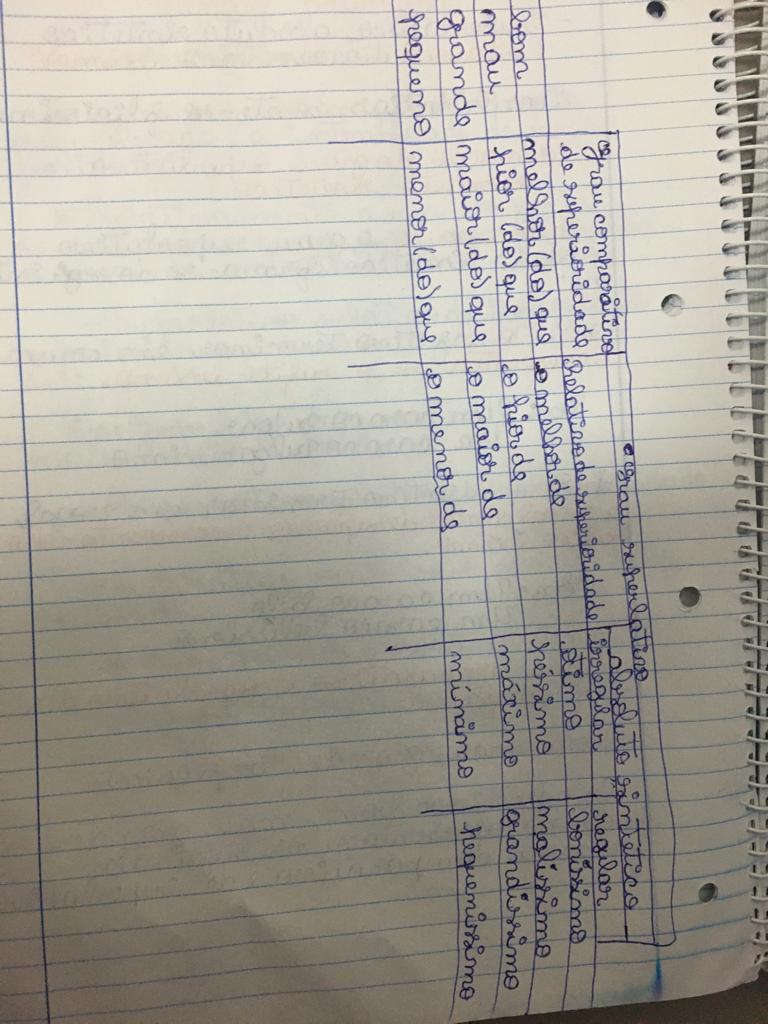 Grau superlativo
Grau comparativo absoluto sintético
de superioridade Relativo de superioridade irregular regular
bom melhor (do) que o melhor de ótimo boníssimo
mau pior (do) que o pior de péssimo malíssimo
grande maior (do) que o maior de máximo grandíssimo
pequeno menor (do) que o menor de mínimo pequeníssimo